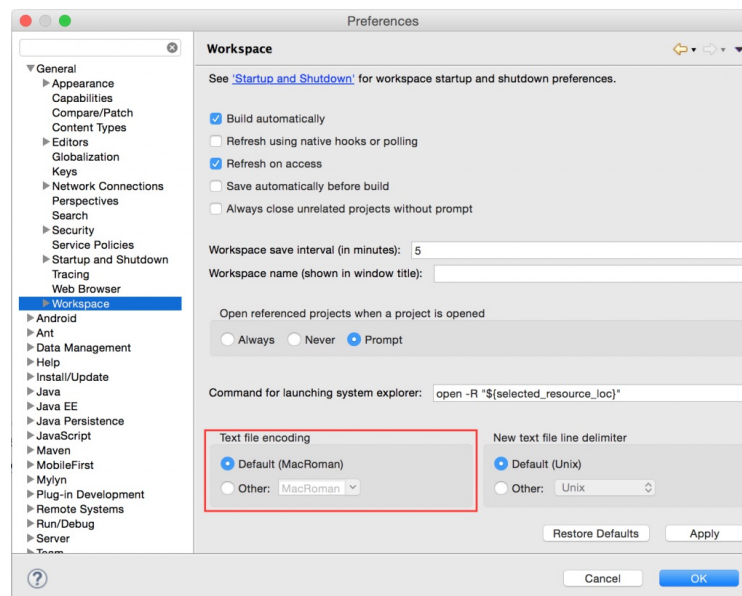 Preferences
Workspace
General
Appearance
Capabilities
Compare/Patch
Content Types
Editors
Globalization
Keys
Network Connections
Perspectives
Search
Security
Service Policies
Startup and Shutdown
Tracing
Web Browser
Workspace
Android
Ant
Data Management
Help
Install/Update
Java
Java EE
Java Persistence
JavaScript
Maven
MobileFirst
Mylyn
Plug-in Development
Remote Systems
Run/Debug
Server
Team
See 'Startup and Shutdown' for workspace startup and shutdown preferences.
Build automatically
Refresh using native hooks or polling
Refresh on access
Save automatically before build
Always close unrelated projects without prompt
Workspace save interval (in minutes): 5
Workspace name (shown in window title):
Open referenced projects when a project is opened
Always Never Prompt
Command for launching system explorer: open -R "${selected_resource_loc}"
Text file encoding
Default (MacRoman)
Other: MacRoman
New text file line delimiter
Default (Unix)
Other: Unix
Restore Defaults Apply
? Cancel OK